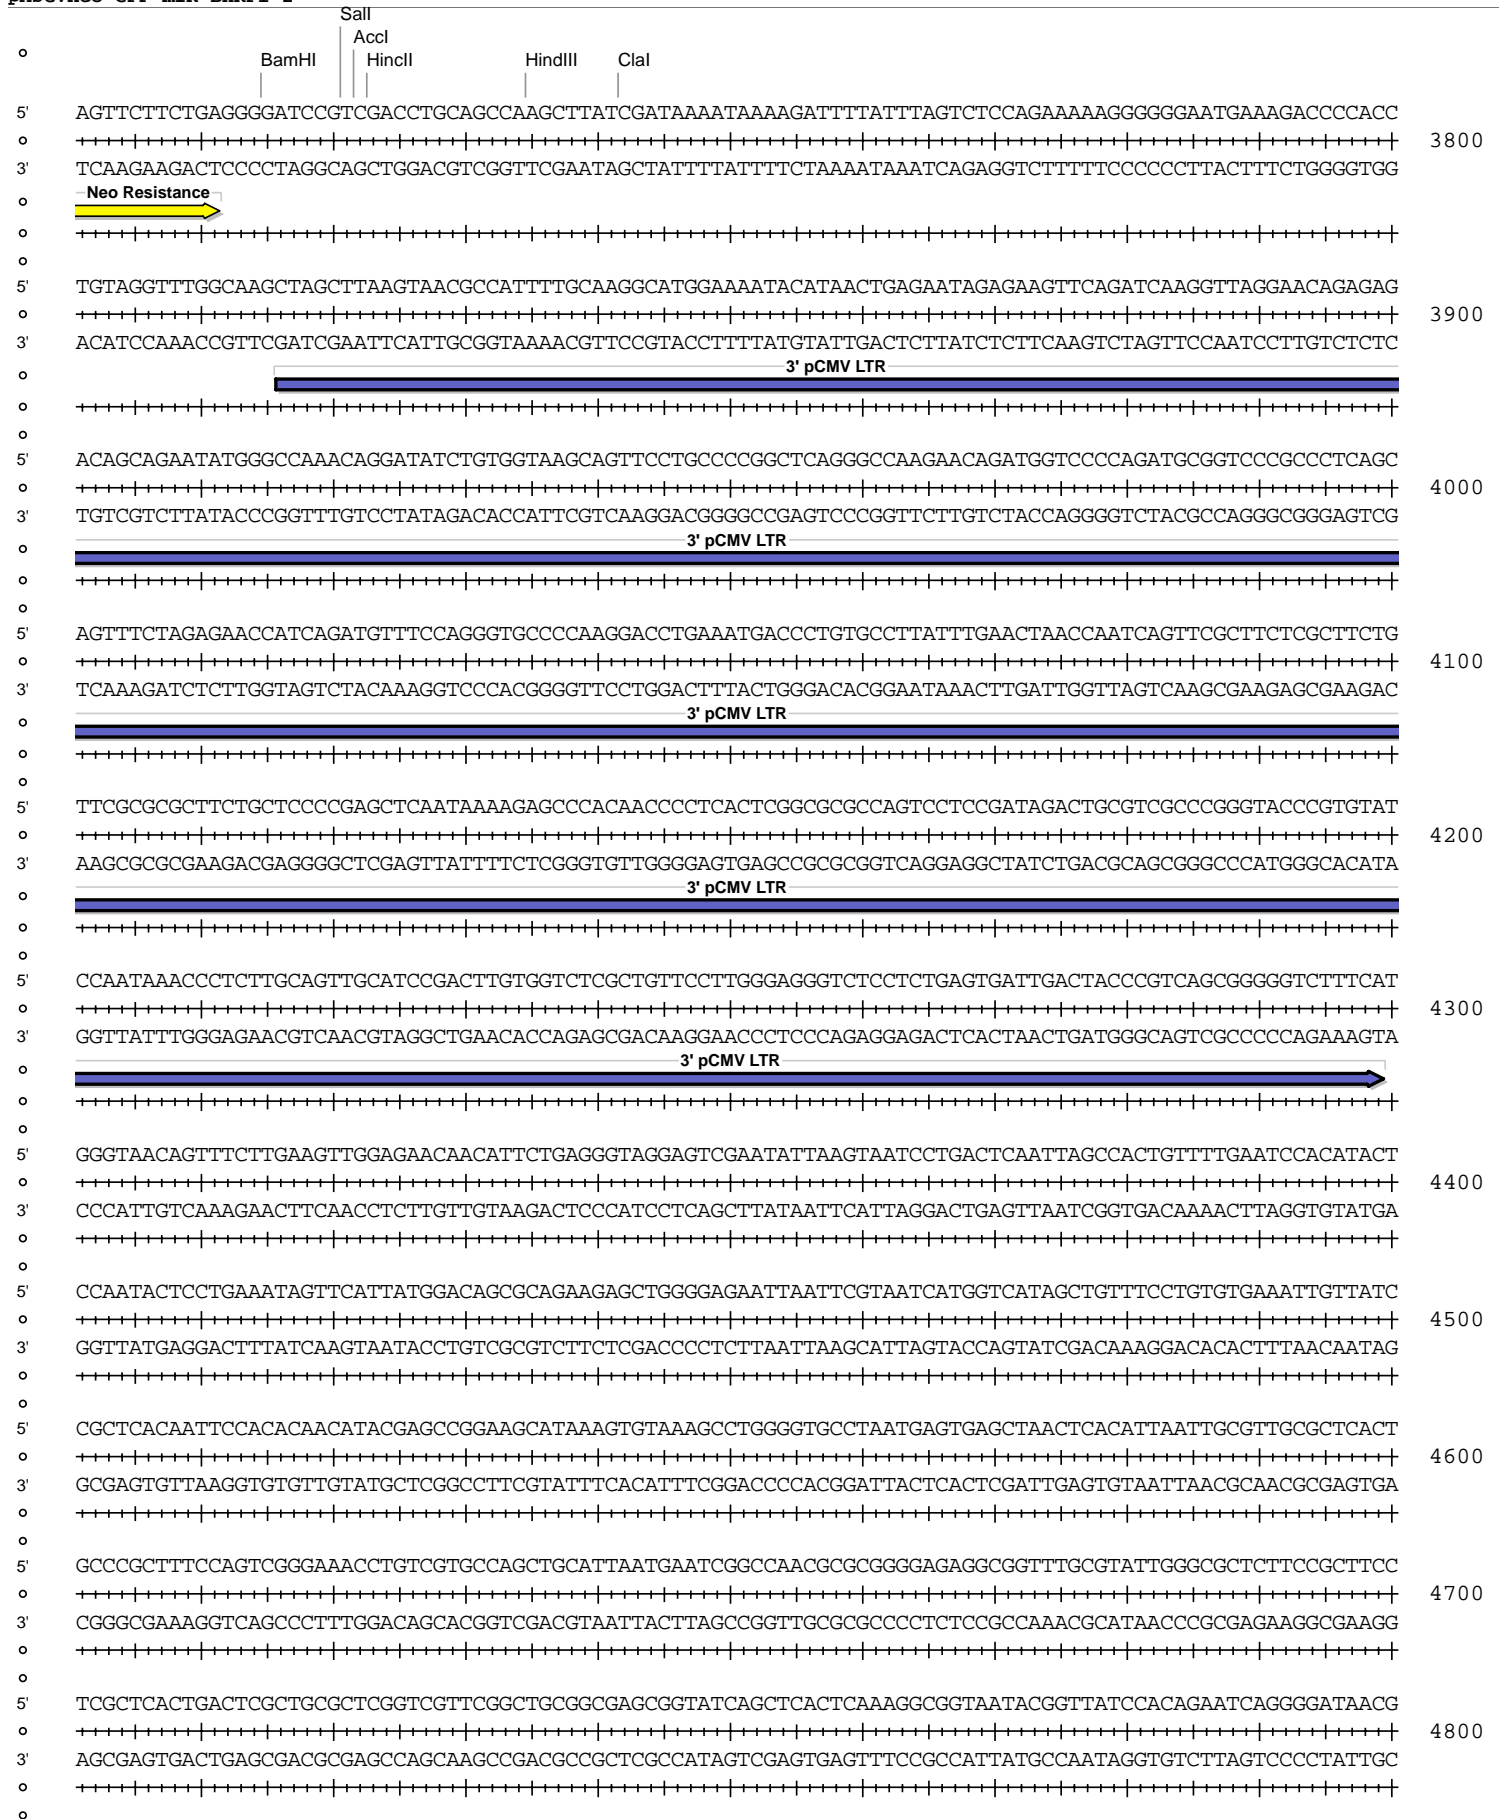 SalI
AccI
BamHI HincII HindIII ClaI
5' AGTTCTTCTGAGGGGATCCGTCGACCTGCAGCCAAGCTTATCGATAAAATAAAAGATTTTATTTAGTCTCCAGAAAAAGGGGGGAATGAAAGACCCCACC
3800
3' TCAAGAAGACTCCCCTAGGCAGCTGGACGTCGGTTCGAATAGCTATTTTATTTTCTAAAATAAATCAGAGGTCTTTTTCCCCCCTTACTTTCTGGGGTGG
Neo Resistance
5' TGTAGGTTTGGCAAGCTAGCTTAAGTAACGCCATTTTGCAAGGCATGGAAAATACATAACTGAGAATAGAGAAGTTCAGATCAAGGTTAGGAACAGAGAG
3900
3' ACATCCAAACCGTTCGATCGAATTCATTGCGGTAAAACGTTCCGTACCTTTTATGTATTGACTCTTATCTCTTCAAGTCTAGTTCCAATCCTTGTCTCTC
3' pCMV LTR
5' ACAGCAGAATATGGGCCAAACAGGATATCTGTGGTAAGCAGTTCCTGCCCCGGCTCAGGGCCAAGAACAGATGGTCCCCAGATGCGGTCCCGCCCTCAGC
4000
3' TGTCGTCTTATACCCGGTTTGTCCTATAGACACCATTCGTCAAGGACGGGGCCGAGTCCCGGTTCTTGTCTACCAGGGGTCTACGCCAGGGCGGGAGTCG
3' pCMV LTR
5' AGTTTCTAGAGAACCATCAGATGTTTCCAGGGTGCCCCAAGGACCTGAAATGACCCTGTGCCTTATTTGAACTAACCAATCAGTTCGCTTCTCGCTTCTG
4100
3' TCAAAGATCTCTTGGTAGTCTACAAAGGTCCCACGGGGTTCCTGGACTTTACTGGGACACGGAATAAACTTGATTGGTTAGTCAAGCGAAGAGCGAAGAC
3' pCMV LTR
5' TTCGCGCGCTTCTGCTCCCCGAGCTCAATAAAAGAGCCCACAACCCCTCACTCGGCGCGCCAGTCCTCCGATAGACTGCGTCGCCCGGGTACCCGTGTAT
4200
3' AAGCGCGCGAAGACGAGGGGCTCGAGTTATTTTCTCGGGTGTTGGGGAGTGAGCCGCGCGGTCAGGAGGCTATCTGACGCAGCGGGCCCATGGGCACATA
3' pCMV LTR
5' CCAATAAACCCTCTTGCAGTTGCATCCGACTTGTGGTCTCGCTGTTCCTTGGGAGGGTCTCCTCTGAGTGATTGACTACCCGTCAGCGGGGGTCTTTCAT
4300
3' GGTTATTTGGGAGAACGTCAACGTAGGCTGAACACCAGAGCGACAAGGAACCCTCCCAGAGGAGACTCACTAACTGATGGGCAGTCGCCCCCAGAAAGTA
3' pCMV LTR
5' GGGTAACAGTTTCTTGAAGTTGGAGAACAACATTCTGAGGGTAGGAGTCGAATATTAAGTAATCCTGACTCAATTAGCCACTGTTTTGAATCCACATACT
4400
3' CCCATTGTCAAAGAACTTCAACCTCTTGTTGTAAGACTCCCATCCTCAGCTTATAATTCATTAGGACTGAGTTAATCGGTGACAAAACTTAGGTGTATGA
5' CCAATACTCCTGAAATAGTTCATTATGGACAGCGCAGAAGAGCTGGGGAGAATTAATTCGTAATCATGGTCATAGCTGTTTCCTGTGTGAAATTGTTATC
4500
3' GGTTATGAGGACTTTATCAAGTAATACCTGTCGCGTCTTCTCGACCCCTCTTAATTAAGCATTAGTACCAGTATCGACAAAGGACACACTTTAACAATAG
5' CGCTCACAATTCCACACAACATACGAGCCGGAAGCATAAAGTGTAAAGCCTGGGGTGCCTAATGAGTGAGCTAACTCACATTAATTGCGTTGCGCTCACT
4600
3' GCGAGTGTTAAGGTGTGTTGTATGCTCGGCCTTCGTATTTCACATTTCGGACCCCACGGATTACTCACTCGATTGAGTGTAATTAACGCAACGCGAGTGA
5' GCCCGCTTTCCAGTCGGGAAACCTGTCGTGCCAGCTGCATTAATGAATCGGCCAACGCGCGGGGAGAGGCGGTTTGCGTATTGGGCGCTCTTCCGCTTCC
4700
3' CGGGCGAAAGGTCAGCCCTTTGGACAGCACGGTCGACGTAATTACTTAGCCGGTTGCGCGCCCCTCTCCGCCAAACGCATAACCCGCGAGAAGGCGAAGG
5' TCGCTCACTGACTCGCTGCGCTCGGTCGTTCGGCTGCGGCGAGCGGTATCAGCTCACTCAAAGGCGGTAATACGGTTATCCACAGAATCAGGGGATAACG
4800
3' AGCGAGTGACTGAGCGACGCGAGCCAGCAAGCCGACGCCGCTCGCCATAGTCGAGTGAGTTTCCGCCATTATGCCAATAGGTGTCTTAGTCCCCTATTGC